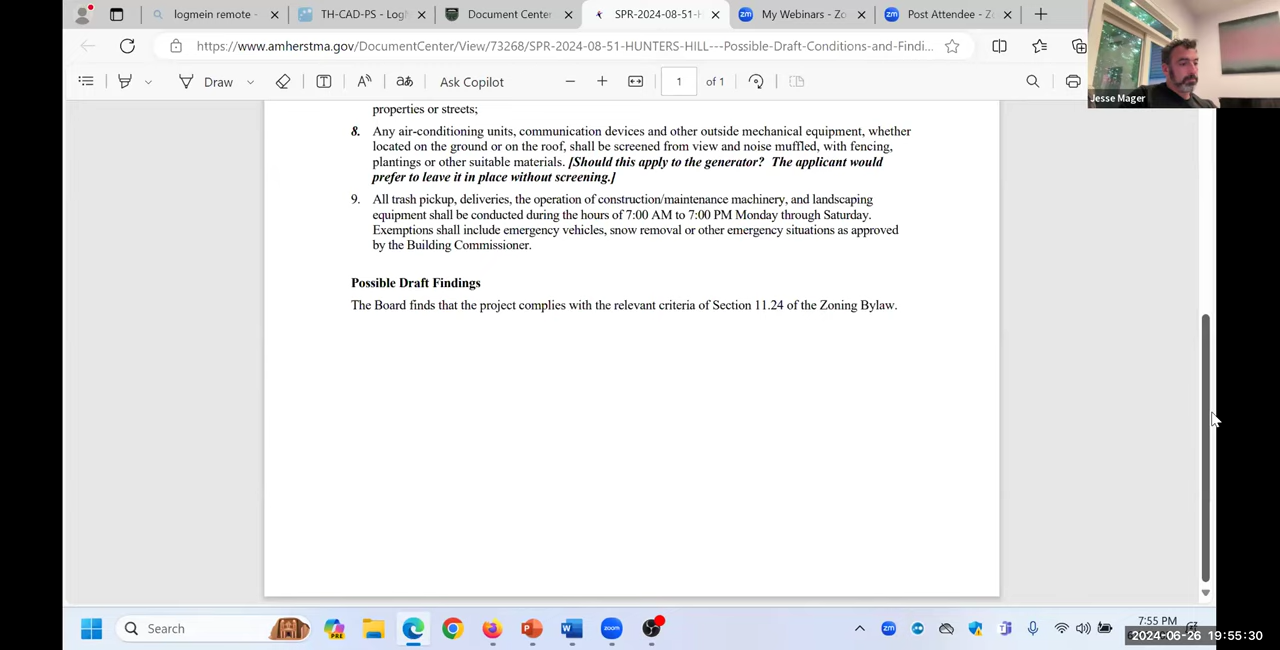 logmein remote -
TH-CAD-PS - Log
Document Center
SPR-2024-08-51-H
My Webinars - Zo
Post Attendee - Z
https://www.amherstma.gov/DocumentCenter/View/73268/SPR-2024-08-51-HUNTERS-HILL---Possible-Draft-Conditions-and-Findi...
Draw
Ask Copilot
1 of 1
Jesse Mager
properties or streets;
8. Any air-conditioning units, communication devices and other outside mechanical equipment, whether
located on the ground or on the roof, shall be screened from view and noise muffled, with fencing,
plantings or other suitable materials. [Should this apply to the generator? The applicant would
prefer to leave it in place without screening.]
9. All trash pickup, deliveries, the operation of construction/maintenance machinery, and landscaping
equipment shall be conducted during the hours of 7:00 AM to 7:00 PM Monday through Saturday.
Exemptions shall include emergency vehicles, snow removal or other emergency situations as approved
by the Building Commissioner.
Possible Draft Findings
The Board finds that the project complies with the relevant criteria of Section 11.24 of the Zoning Bylaw.
Search
7:55 PM
2024-06-26 19:55:30